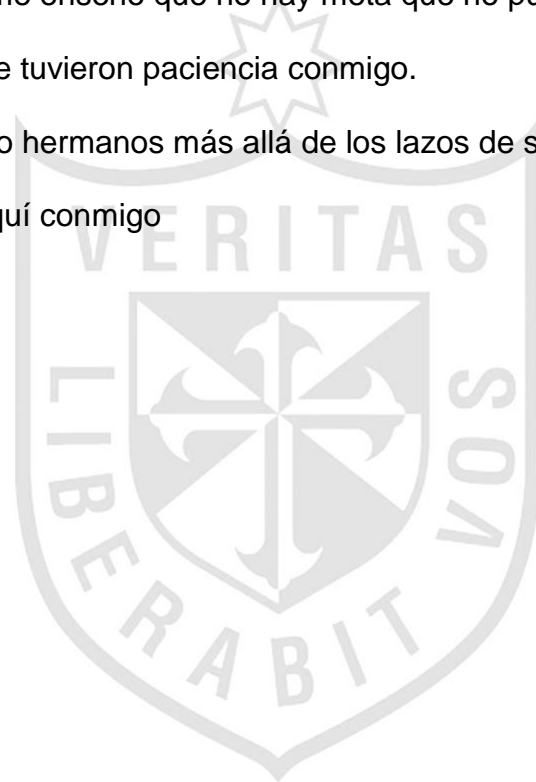 que no hay meta que no
e tuvieron paciencia conmigo.
o hermanos más allá de los lazos de s
quí conmigo
VERITAS
LIBERABIT
VOS